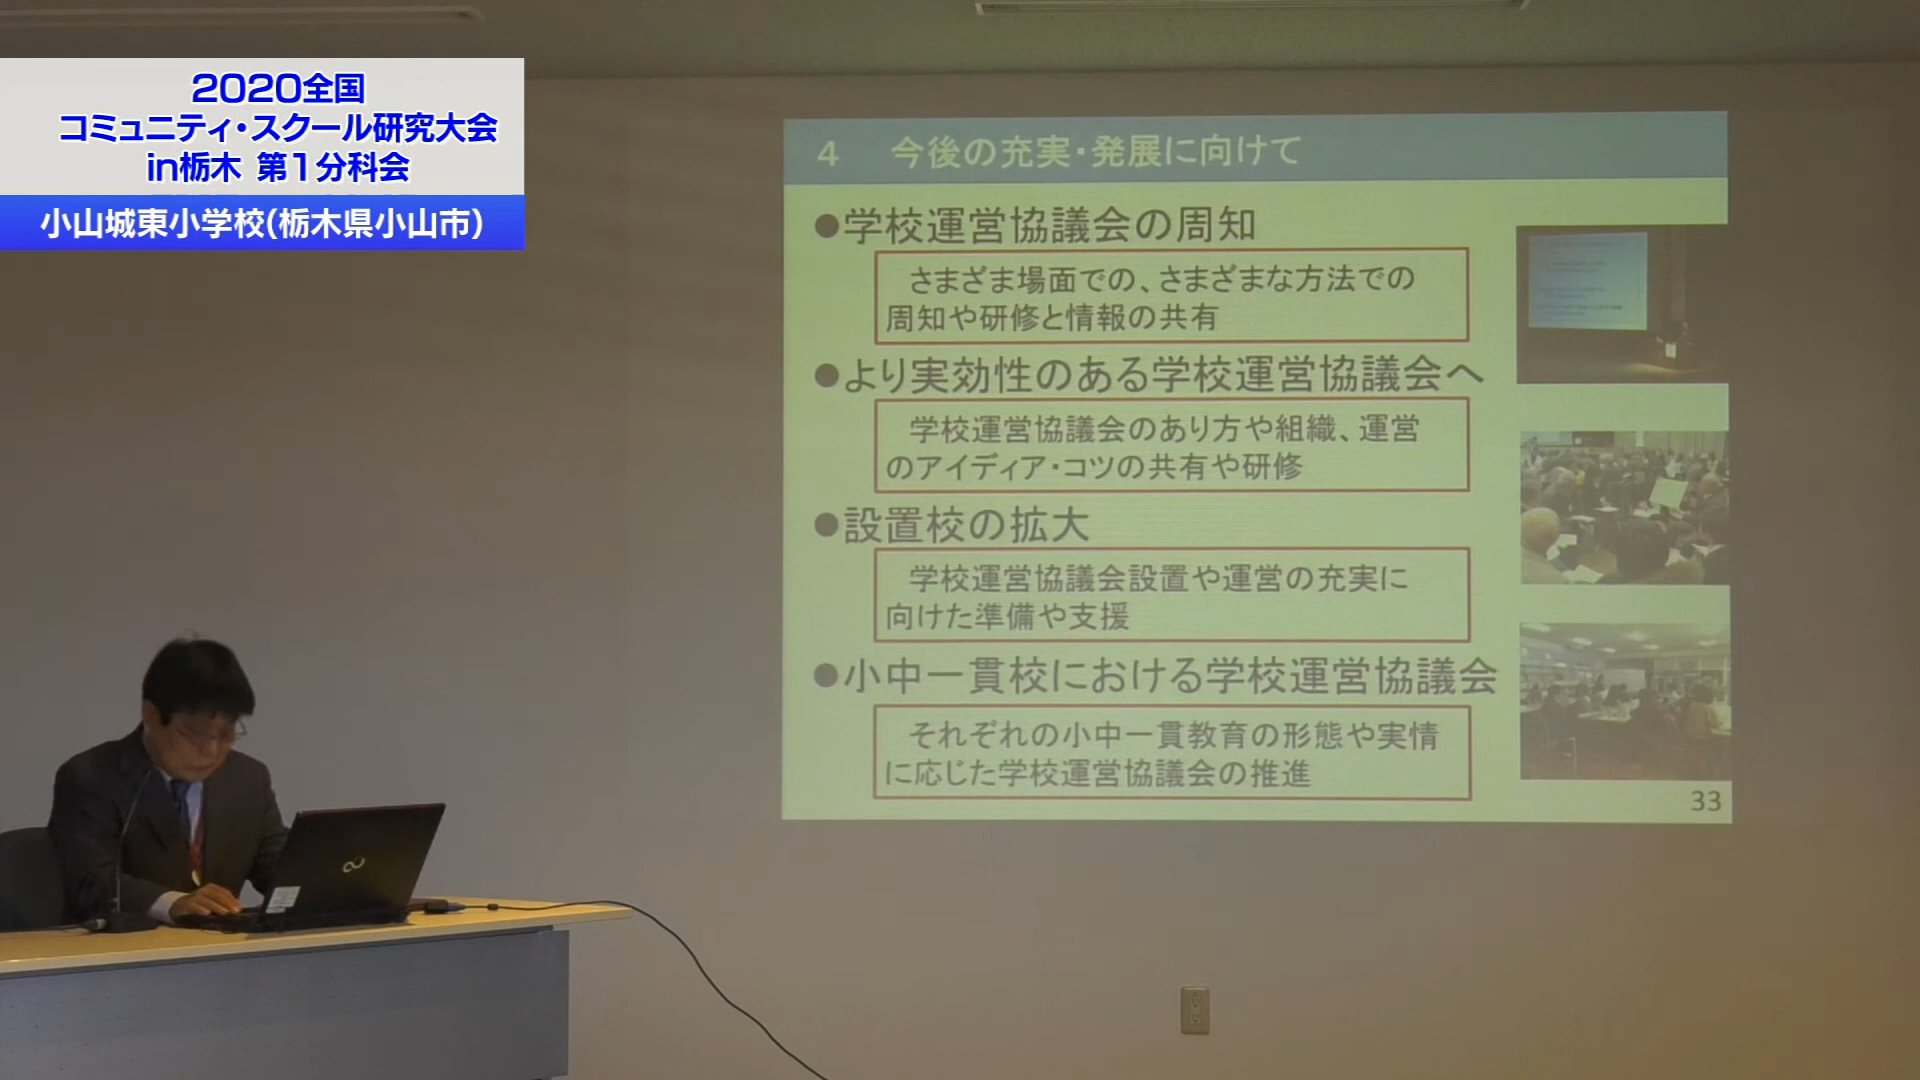 2020全国
コミュニティ・スクール研究大会
in栃木 第1分科会
小山城東小学校(栃木県小山市)
4 今後の充実・発展に向けて
●学校運営協議会の周知
さまざま場面での、さまざまな方法での
周知や研修と情報の共有
●より実効性のある学校運営協議会へ
学校運営協議会のあり方や組織、運営
のアイディア・コツの共有や研修
●設置校の拡大
学校運営協議会設置や運営の充実に
向けた準備や支援
●小中一貫校における学校運営協議会
それぞれの小中一貫教育の形態や実情
に応じた学校運営協議会の推進
33